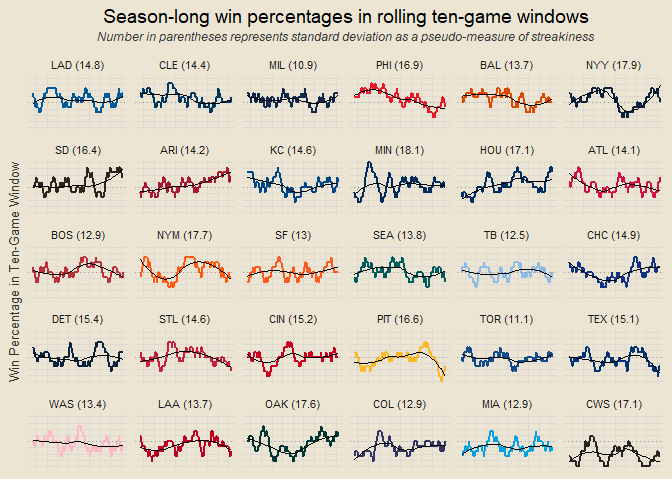 Season-long win percentages in rolling ten-game windows
Number in parentheses represents standard deviation as a pseudo-measure of streakiness
LAD (14.8) CLE (14.4) MIL (10.9) PHI (16.9) BAL (13.7) NYY (17.9)
SD (16.4) ARI (14.2) KC (14.6) MIN (18.1) HOU (17.1) ATL (14.1)
BOS (12.9) NYM (17.7) SF (13) SEA (13.8) TB (12.5) CHC (14.9)
DET (15.4) STL (14.6) CIN (15.2) PIT (16.6) TOR (11.1) TEX (15.1)
WAS (13.4) LAA (13.7) OAK (17.6) COL (12.9) MIA (12.9) CWS (17.1)
Win Percentage in Ten-Game Window